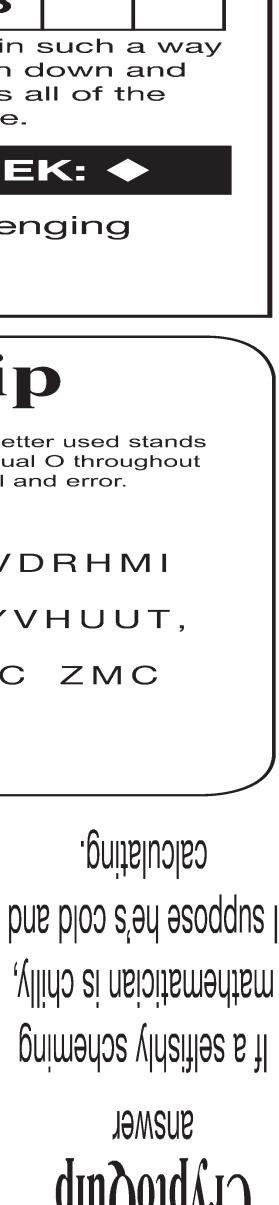 in such a way
down and
all of the
EK: ◆
enging
ip
etter used stands
ual O throughout
and error.
VDRHMI
YVHUUT,
C ZMC
CryptoQuip
answer
If a selfishly scheming
mathematician is chilly,
I suppose he's cold and
calculating.